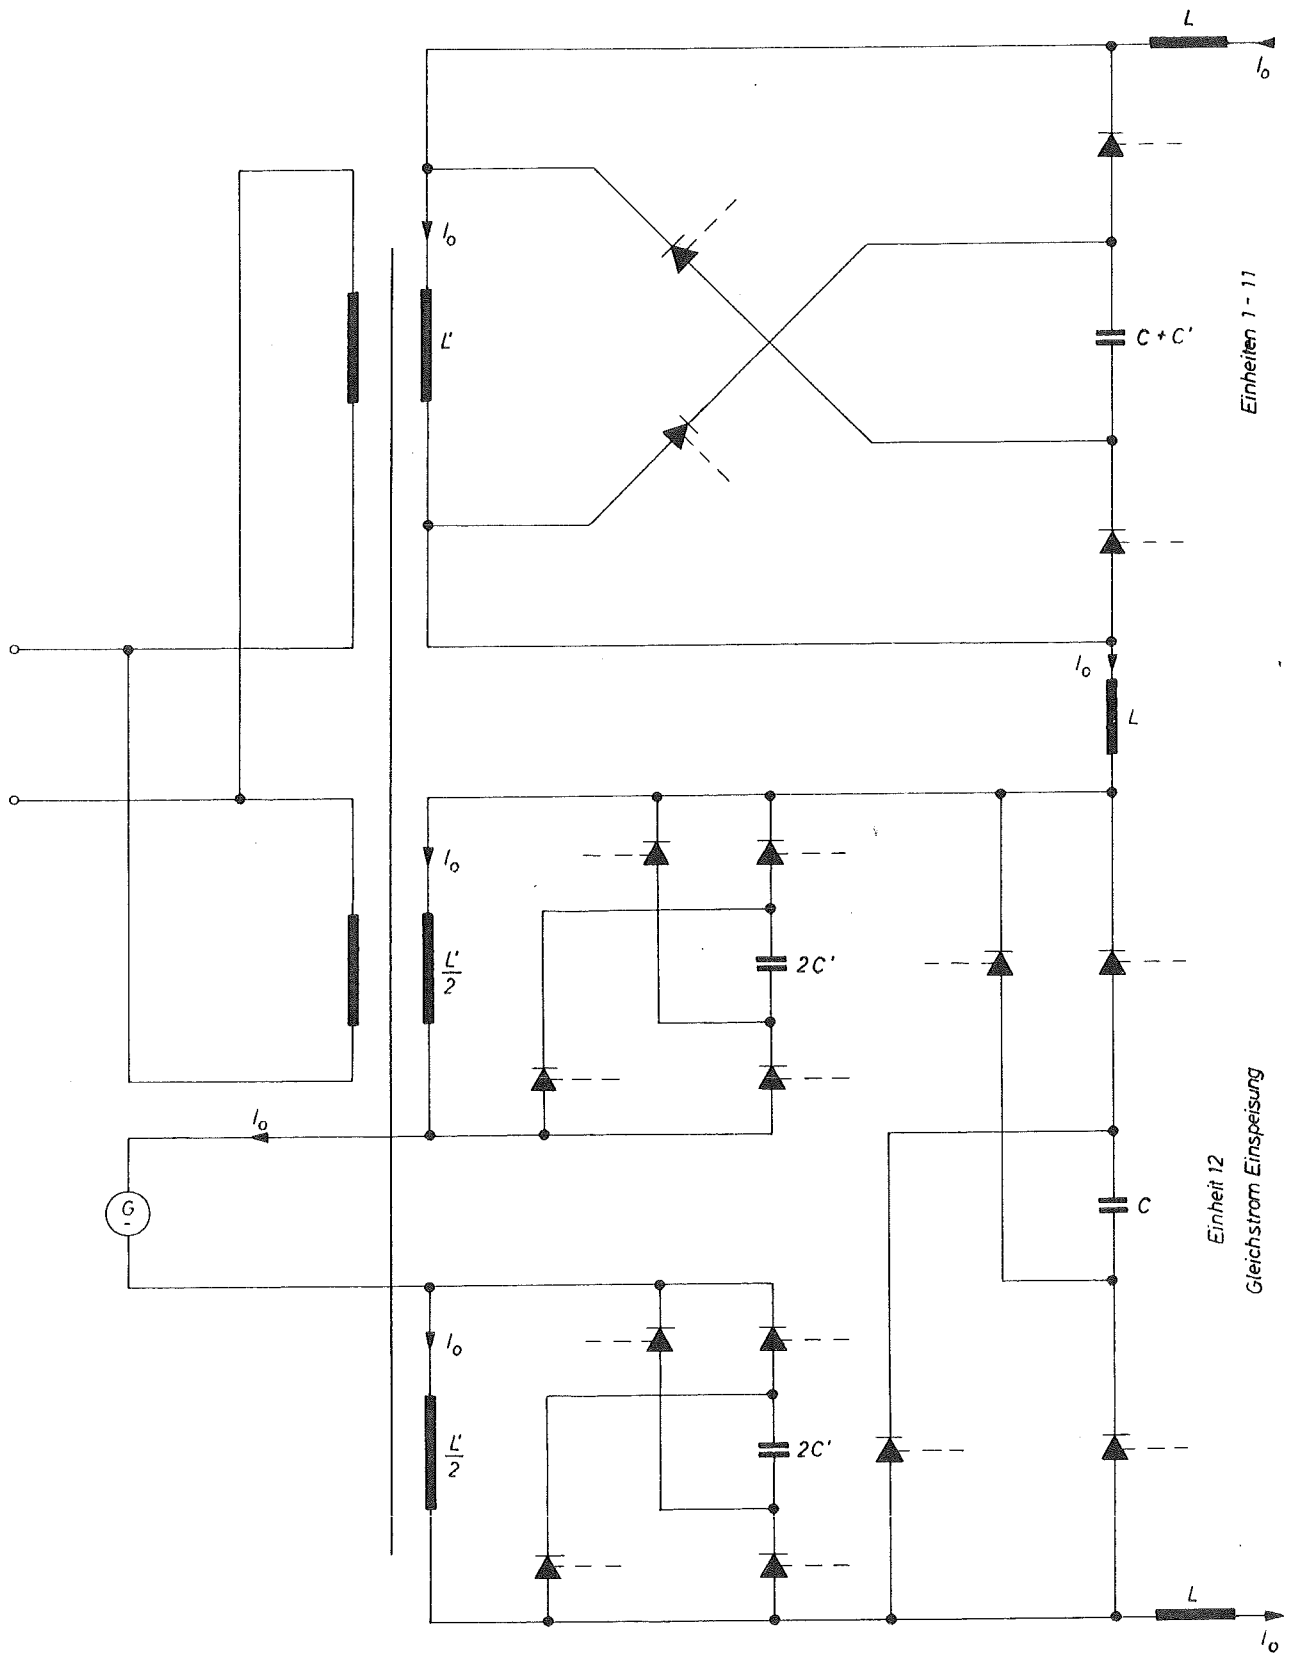 L
I₀
I₀
L'
C + C'
Einheiten 1 - 11
I₀
L
I₀
L'
2
2C'
I₀
G
-
C
Einheit 12
Gleichstrom Einspeisung
I₀
L'
2
2C'
L
I₀